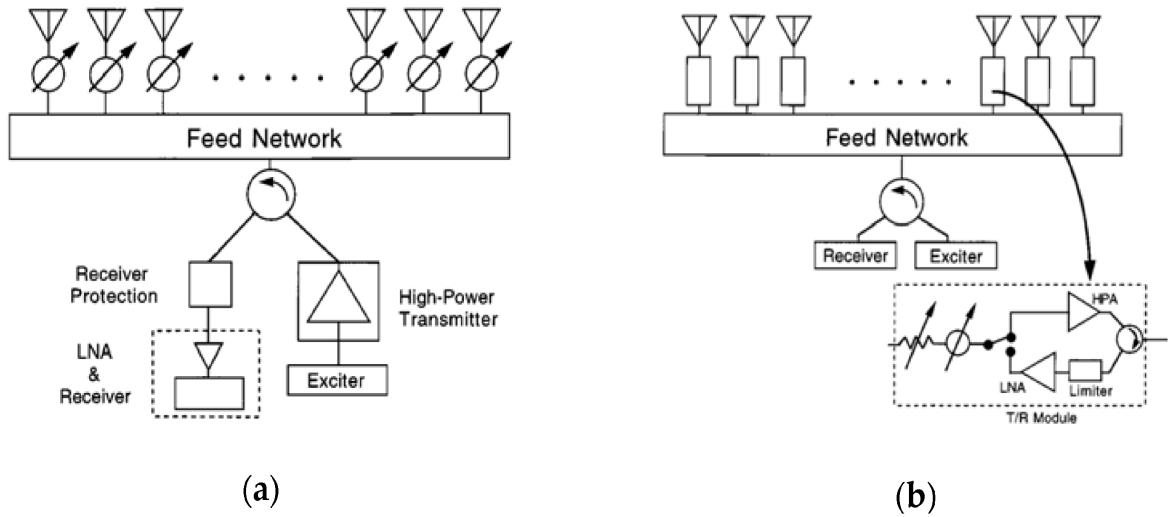 Feed Network
Receiver
Protection
High-Power
Transmitter
LNA
&
Receiver
Exciter
(a)
Feed Network
Receiver
Exciter
HPA
LNA
Limiter
T/R Module
(b)